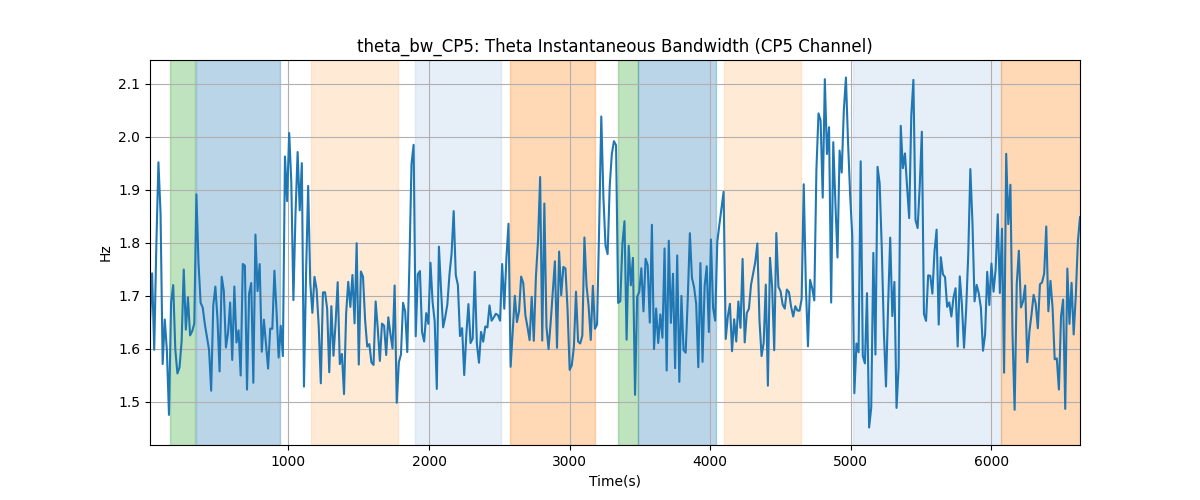 theta_bw_CP5: Theta Instantaneous Bandwidth (CP5 Channel)
2.1
2.0
1.9
1.8
1.7
1.6
1.5
Hz
1000 2000 3000 4000 5000 6000
Time(s)